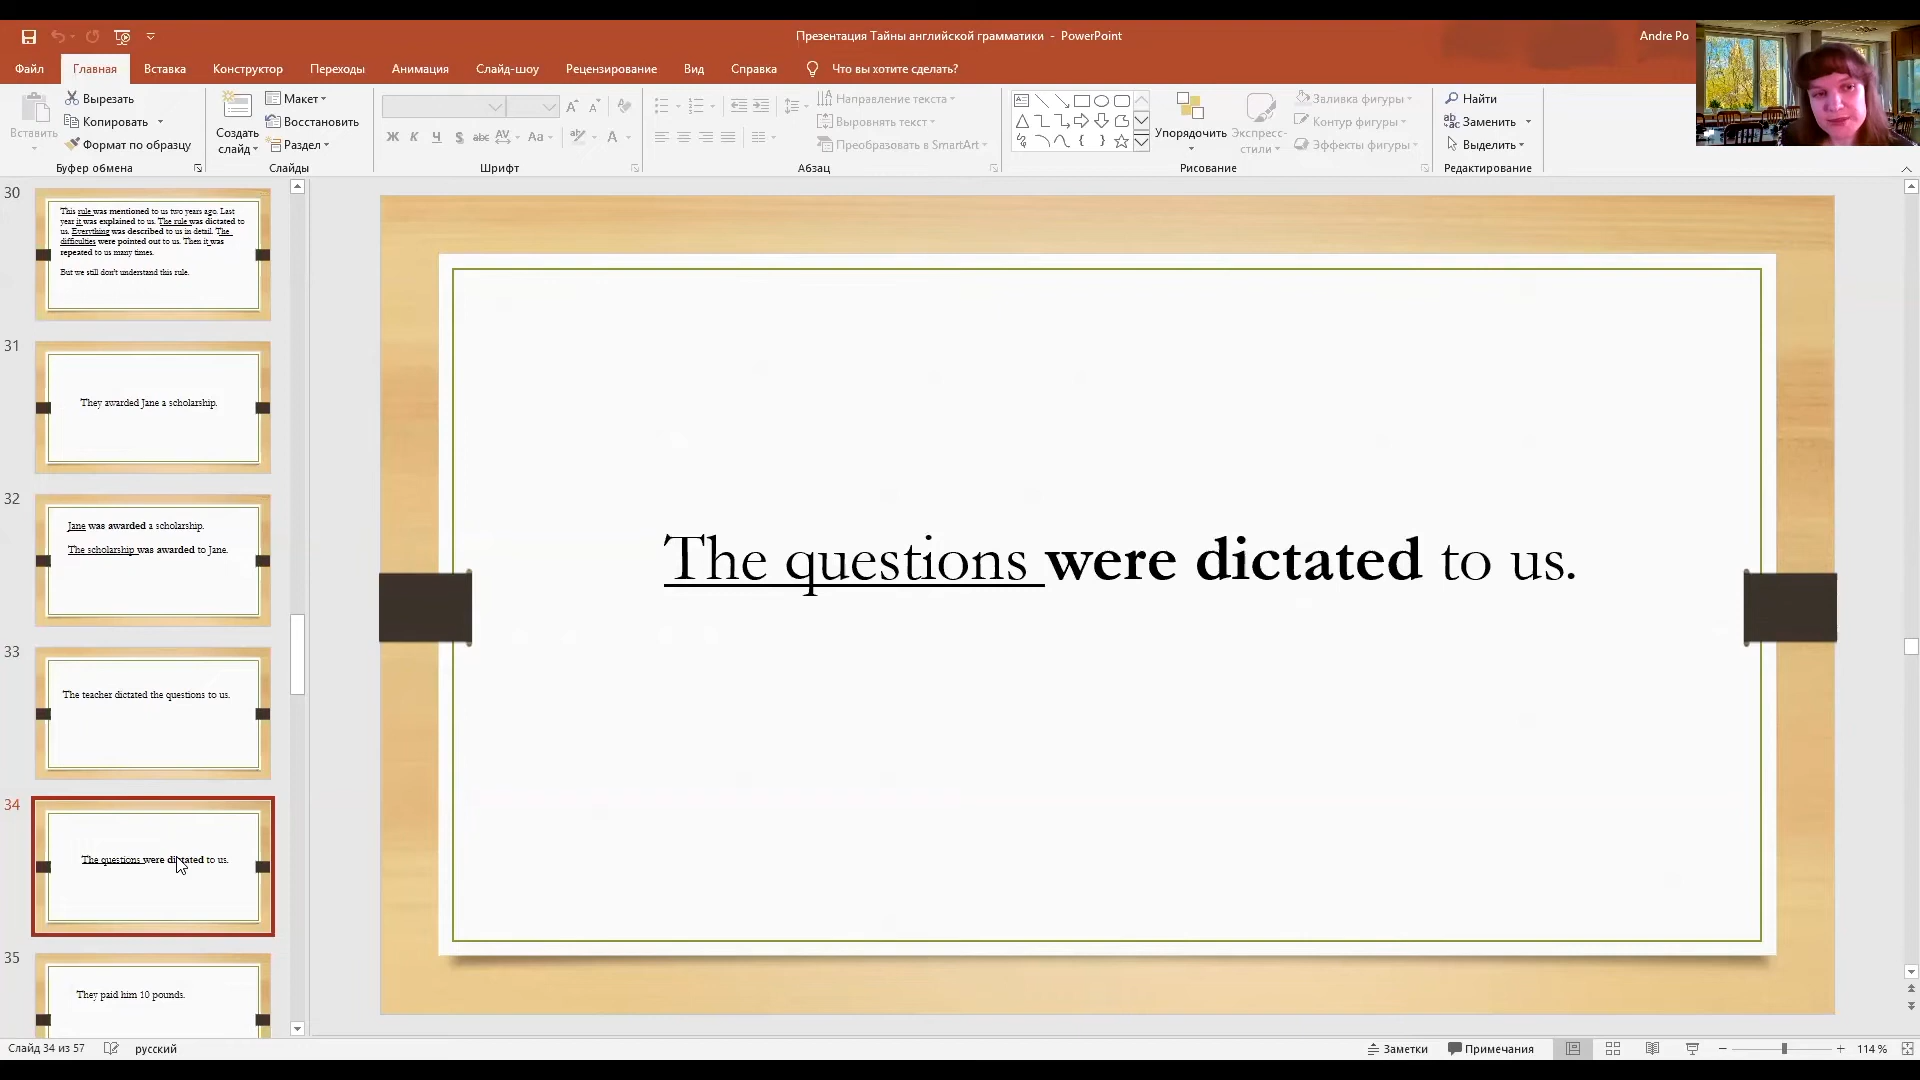 Презентация Тайны английской грамматики - PowerPoint
Andre Po
Файл Главная Вставка Конструктор Переходы Анимация Слайд-шоу Рецензирование Вид Справка Что вы хотите сделать?
Вставить
Вырезать
Копировать
Формат по образцу
Буфер обмена
Создать слайд
Макет
Восстановить
Раздел
Слайды
Ж К Ч S abc AV Aa А
Шрифт
Направление текста
Выровнять текст
Преобразовать в SmartArt
Абзац
Упорядочить
Экспресс-стили
Заливка фигуры
Контур фигуры
Эффекты фигуры
Рисование
Найти
Заменить
Выделить
Редактирование
30
This rule was mentioned to us two years ago. Last
year it was explained to us. The rule was dictated to
us. Everything was described to us in detail. The
difficulties were pointed out to us. Then it was
repeated to us many times.
But we still don't understand this rule.
31
They awarded Jane a scholarship.
32
Jane was awarded a scholarship.
The scholarship was awarded to Jane.
33
The teacher dictated the questions to us.
34
The questions were dictated to us.
35
They paid him 10 pounds.
The questions were dictated to us.
Слайд 34 из 57 русский
Заметки Примечания 114 %